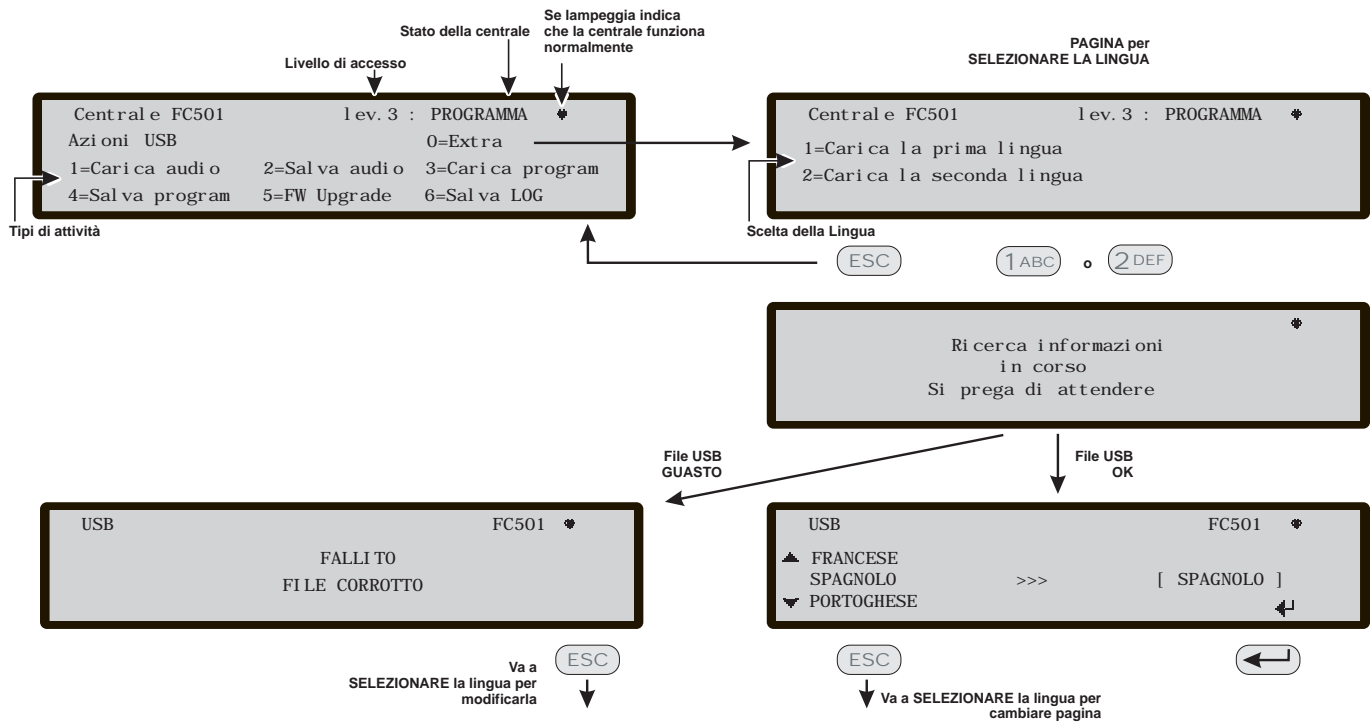 Se lampeggia indica
che la centrale funziona
normalmente
Stato della centrale
Livello di accesso
PAGINA per
SELEZIONARE LA LINGUA
Centrale FC501 lev.3 : PROGRAMMA
Azioni USB 0=Extra
1=Carica audio 2=Salva audio 3=Carica program
4=Salva program 5=FW Upgrade 6=Salva LOG
Tipi di attività
Centrale FC501 lev.3 : PROGRAMMA
1=Carica la prima lingua
2=Carica la seconda lingua
Scelta della Lingua
ESC 1 ABC o 2 DEF
Ricerca informazioni
in corso
Si prega di attendere
File USB
GUASTO
File USB
OK
USB FC501
FALLITO
FILE CORROTTO
USB FC501
FRANCESE
SPAGNOLO >>> [ SPAGNOLO ]
PORTOGHESE
Va a
SELEZIONARE la lingua per
modificarla
ESC
ESC
Va a SELEZIONARE la lingua per
cambiare pagina